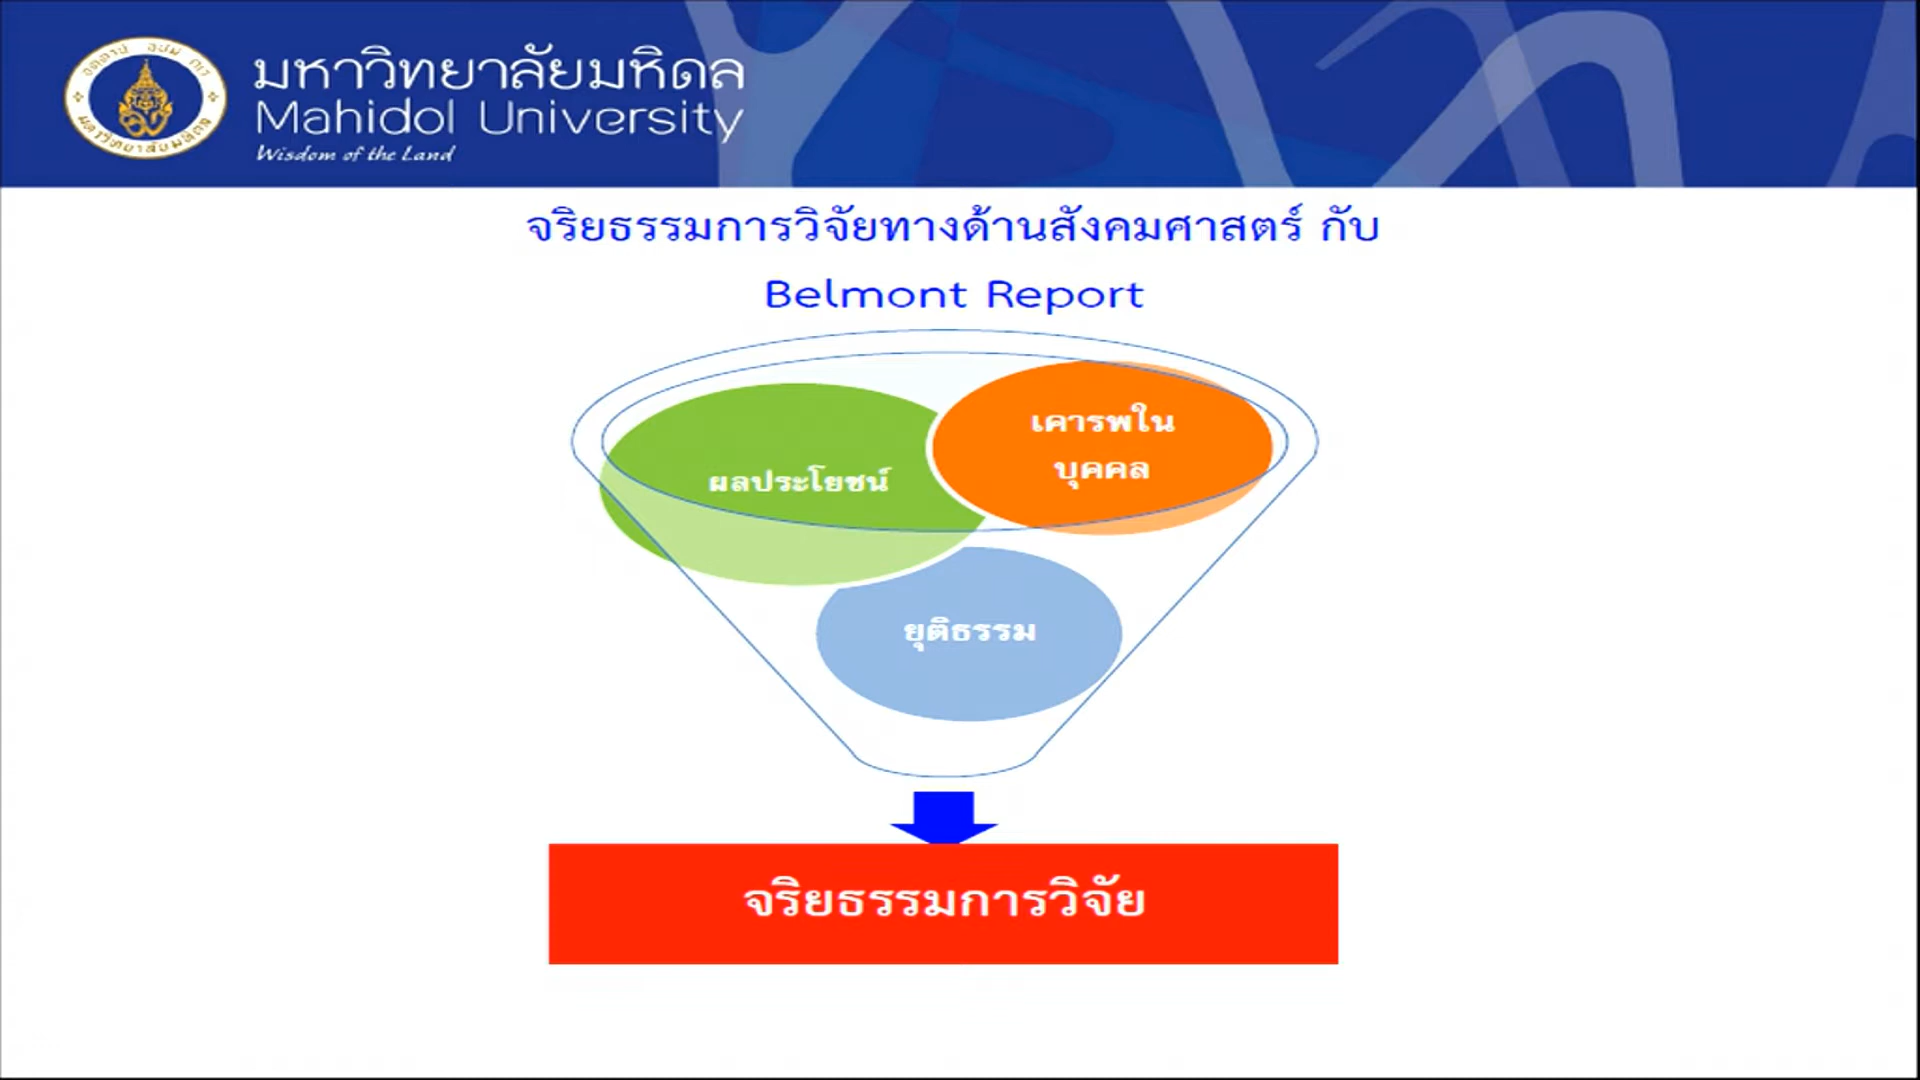 มหาวิทยาลัยมหิดล
Mahidol University
Wisdom of the Land
จริยธรรมการวิจัยทางด้านสังคมศาสตร์ กับ
Belmont Report
เคารพใน
บุคคล
ผลประโยชน์
ยุติธรรม
จริยธรรมการวิจัย